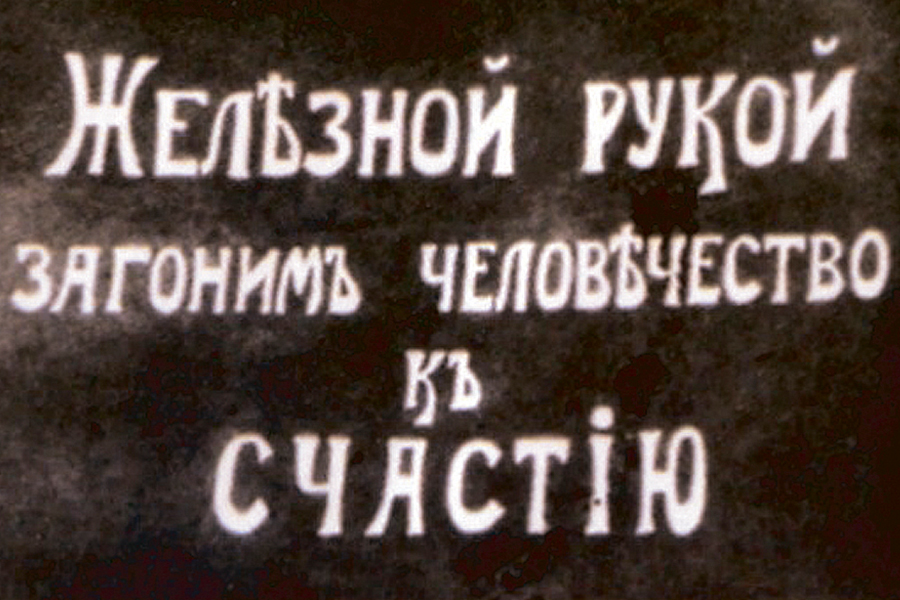 Желѣзной рукой
загонимъ человѣчество
къ
счастію